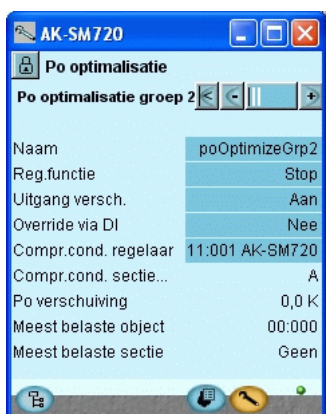 AK-SM720
Po optimalisatie
Po optimalisatie groep 2
Naam poOptimizeGrp2
Reg.functie Stop
Uitgang versch. Aan
Override via DI Nee
Compr.cond. regelaar 11:001 AK-SM720
Compr.cond. sectie... A
Po verschuiving 0,0 K
Meest belaste object 00:000
Meest belaste sectie Geen